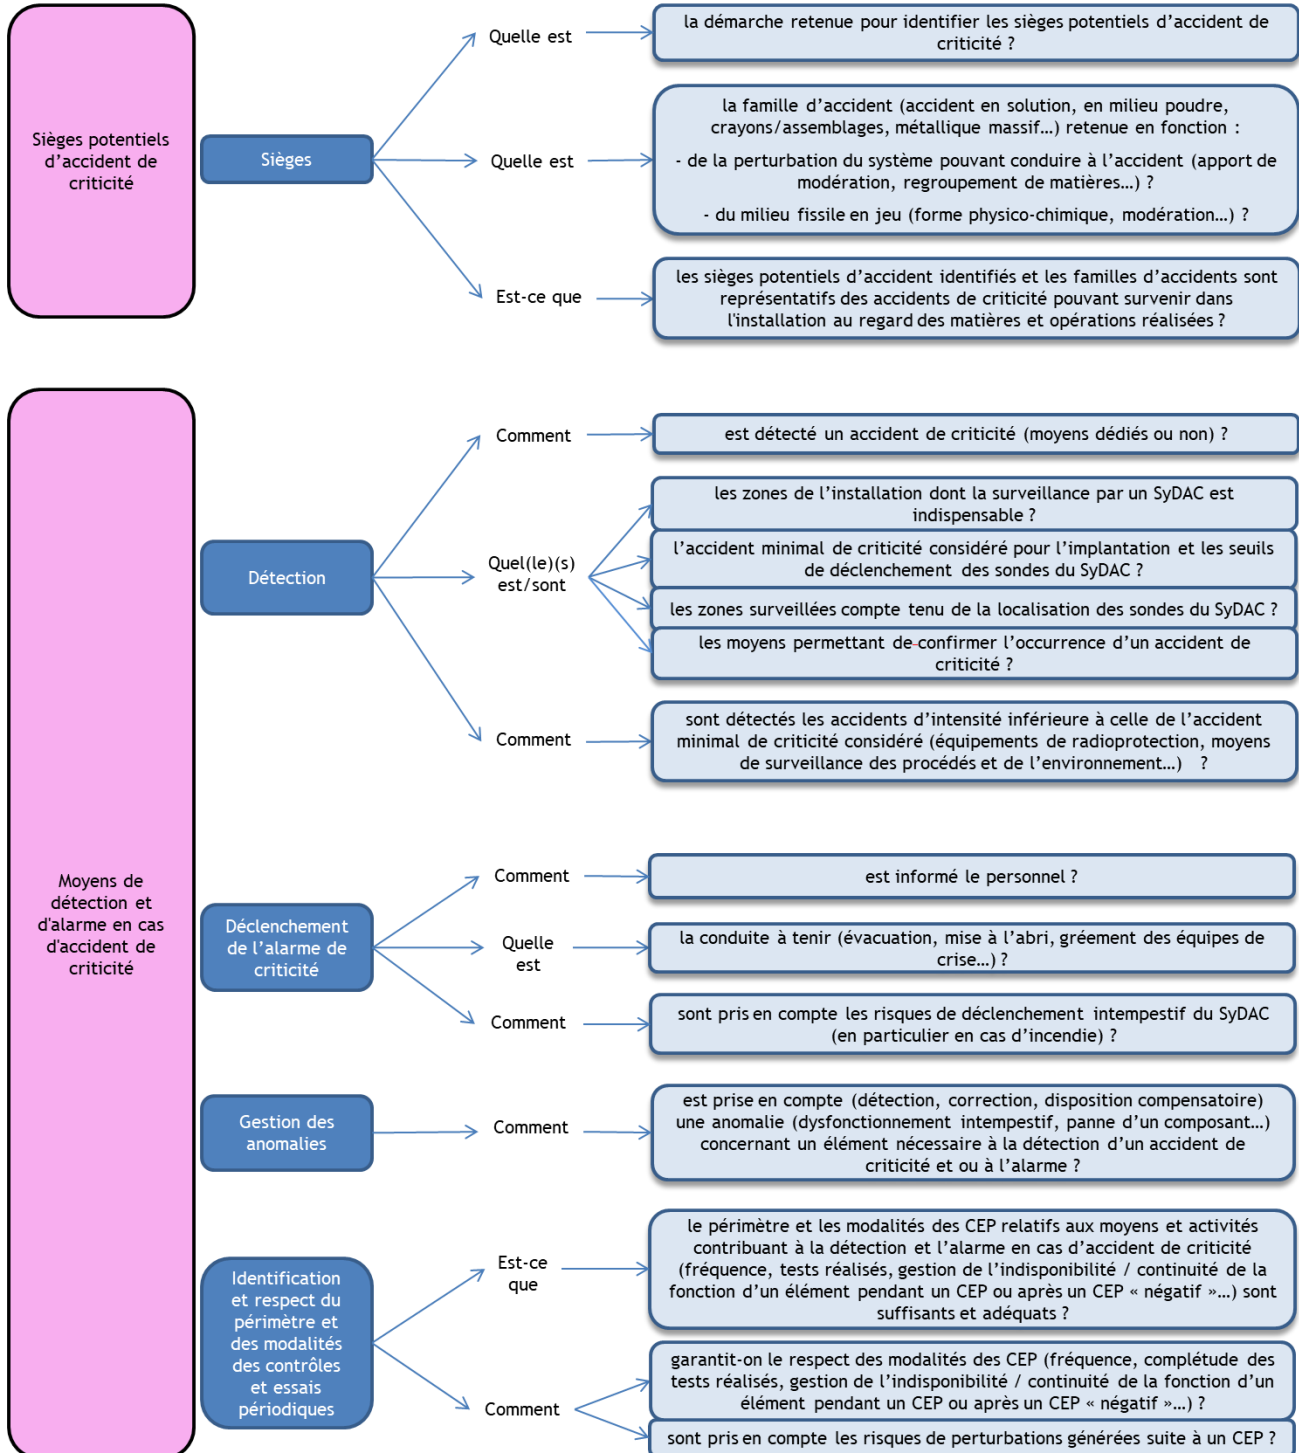 Sièges potentiels
d’accident de
criticité
Sièges
Quelle est
la démarche retenue pour identifier les sièges potentiels d’accident de
criticité ?
Quelle est
la famille d’accident (accident en solution, en milieu poudre,
crayons/assemblages, métallique massif…) retenue en fonction :
- de la perturbation du système pouvant conduire à l’accident (apport de
modération, regroupement de matières…) ?
- du milieu fissile en jeu (forme physico-chimique, modération…) ?
Est-ce que
les sièges potentiels d’accident identifiés et les familles d’accidents sont
représentatifs des accidents de criticité pouvant survenir dans
l'installation au regard des matières et opérations réalisées ?
Moyens de
détection et
d'alarme en cas
d'accident de
criticité
Détection
Comment
est détecté un accident de criticité (moyens dédiés ou non) ?
Quel(le)(s)
est/sont
les zones de l’installation dont la surveillance par un SyDAC est
indispensable ?
l’accident minimal de criticité considéré pour l’implantation et les seuils
de déclenchement des sondes du SyDAC ?
les zones surveillées compte tenu de la localisation des sondes du SyDAC ?
les moyens permettant de confirmer l’occurrence d’un accident de
criticité ?
Comment
sont détectés les accidents d’intensité inférieure à celle de l’accident
minimal de criticité considéré (équipements de radioprotection, moyens
de surveillance des procédés et de l’environnement…) ?
Déclenchement
de l’alarme de
criticité
Comment
est informé le personnel ?
Quelle
est
la conduite à tenir (évacuation, mise à l’abri, gréement des équipes de
crise…) ?
Comment
sont pris en compte les risques de déclenchement intempestif du SyDAC
(en particulier en cas d’incendie) ?
Gestion des
anomalies
Comment
est prise en compte (détection, correction, disposition compensatoire)
une anomalie (dysfonctionnement intempestif, panne d’un composant…)
concernant un élément nécessaire à la détection d’un accident de
criticité et ou à l’alarme ?
Identification
et respect du
périmètre et
des modalités
des contrôles
et essais
périodiques
Est-ce
que
le périmètre et les modalités des CEP relatifs aux moyens et activités
contribuant à la détection et l’alarme en cas d’accident de criticité
(fréquence, tests réalisés, gestion de l’indisponibilité / continuité de la
fonction d’un élément pendant un CEP ou après un CEP « négatif »…) sont
suffisants et adéquats ?
Comment
garantit-on le respect des modalités des CEP (fréquence, complétude des
tests réalisés, gestion de l’indisponibilité / continuité de la fonction d’un
élément pendant un CEP ou après un CEP « négatif »…) ?
sont pris en compte les risques de perturbations générées suite à un CEP ?